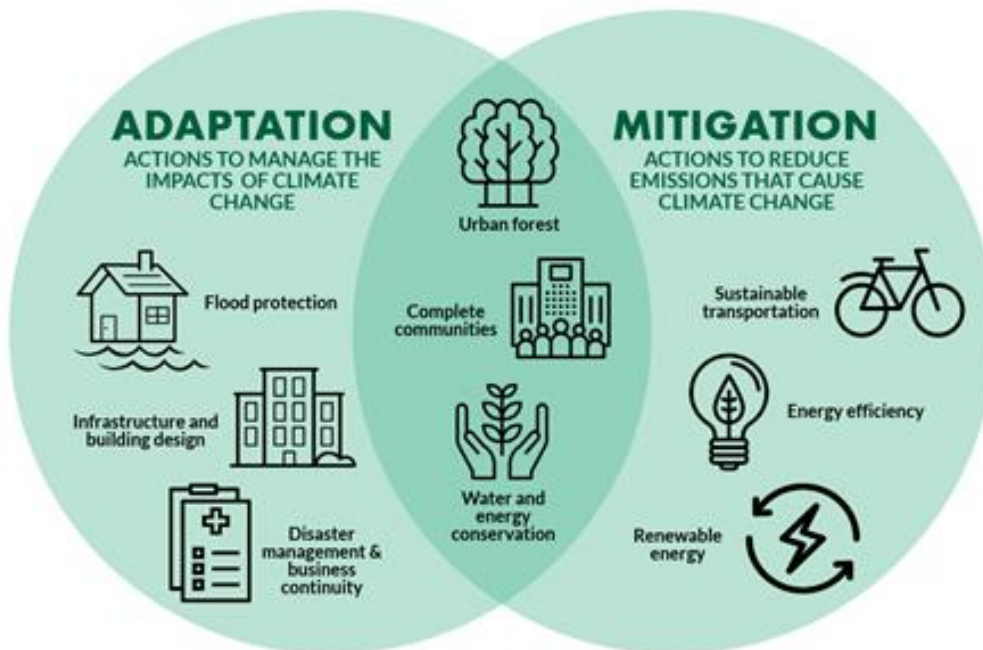 ADAPTATION
ACTIONS TO MANAGE THE
IMPACTS OF CLIMATE
CHANGE
Flood protection
Infrastructure and
building design
Disaster
management &
business
continuity
Urban forest
Complete
communities
Water and
energy
conservation
MITIGATION
ACTIONS TO REDUCE
EMISSIONS THAT CAUSE
CLIMATE CHANGE
Sustainable
transportation
Energy efficiency
Renewable
energy